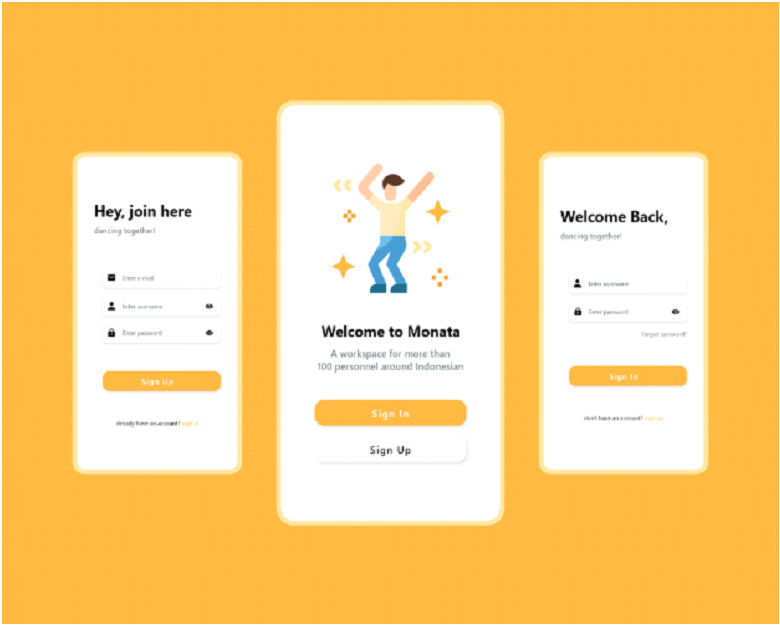 Hey, join here
dancing together!
Enter e-mail
Enter username
Enter password
Sign Up
already have an account? sign in
Welcome to Monata
A workspace for more than
100 personnel around Indonesian
Sign In
Sign Up
Welcome Back,
dancing together!
Enter username
Enter password
Forgot password?
Sign In
don't have an account? sign up